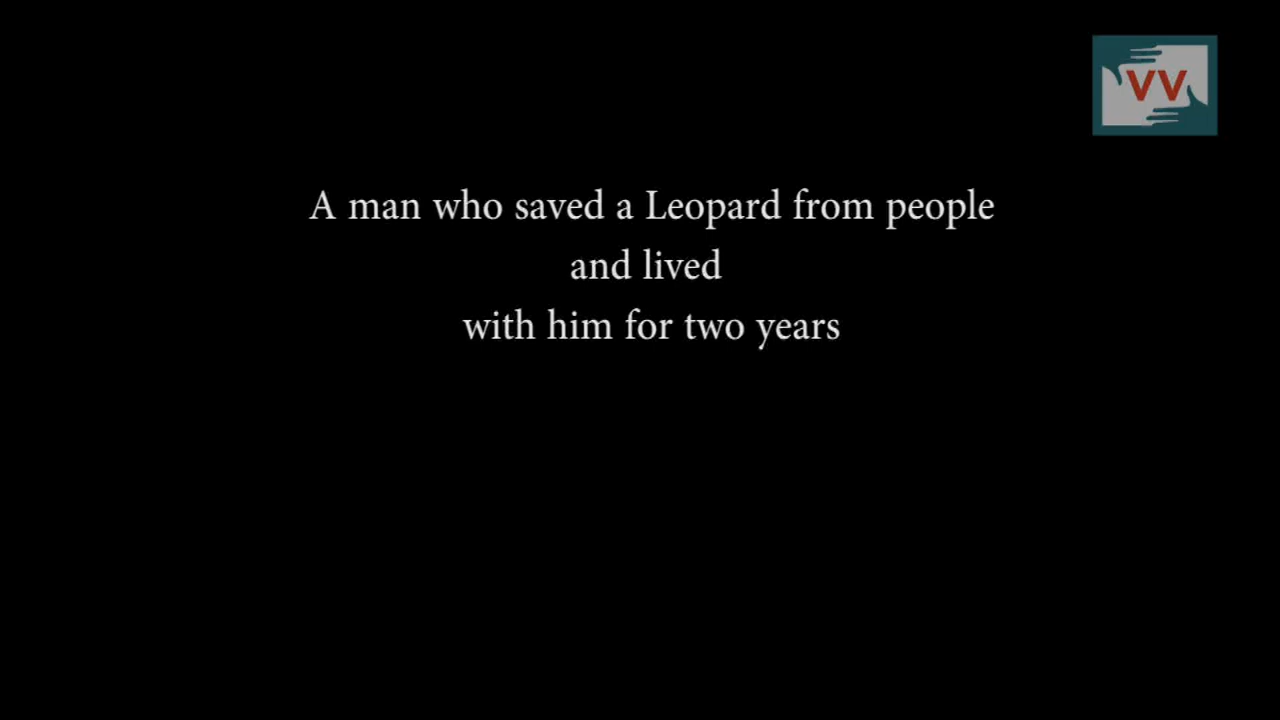 VV
A man who saved a Leopard from people
and lived
with him for two years